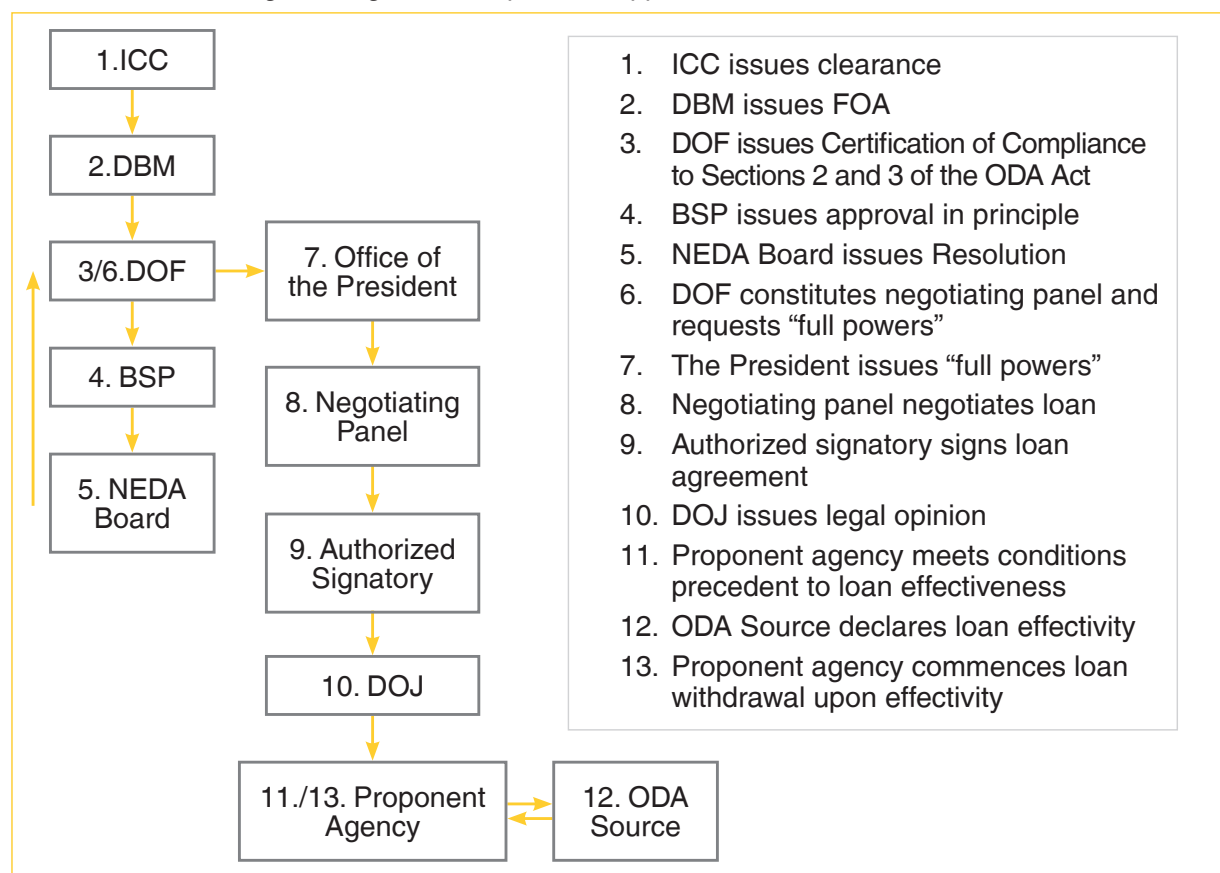 1.ICC
2.DBM
3/6.DOF
4. BSP
5. NEDA
Board
7. Office of
the President
8. Negotiating
Panel
9. Authorized
Signatory
10. DOJ
11./13. Proponent
Agency
12. ODA
Source
1. ICC issues clearance
2. DBM issues FOA
3. DOF issues Certification of Compliance
to Sections 2 and 3 of the ODA Act
4. BSP issues approval in principle
5. NEDA Board issues Resolution
6. DOF constitutes negotiating panel and
requests “full powers”
7. The President issues “full powers”
8. Negotiating panel negotiates loan
9. Authorized signatory signs loan
agreement
10. DOJ issues legal opinion
11. Proponent agency meets conditions
precedent to loan effectiveness
12. ODA Source declares loan effectivity
13. Proponent agency commences loan
withdrawal upon effectivity